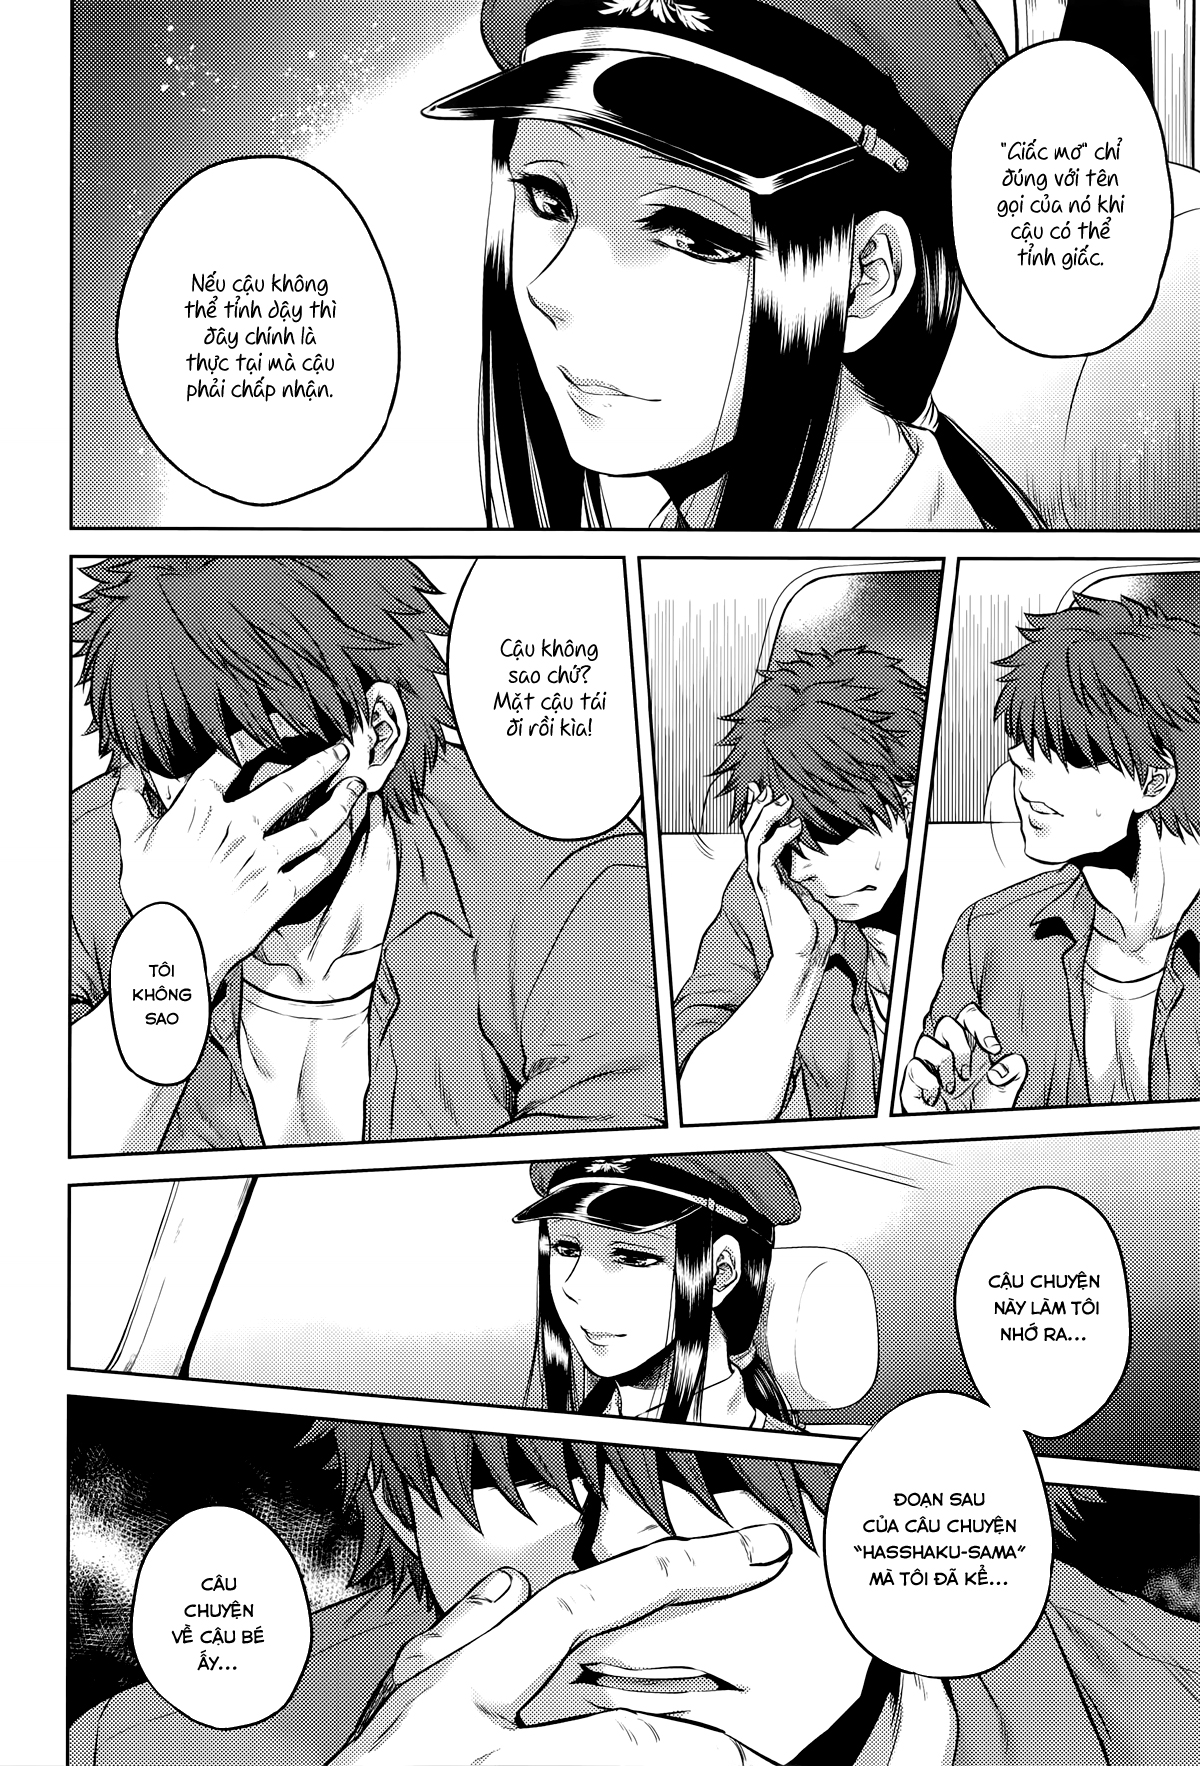 "Giấc mơ" chỉ
đúng với tên
gọi của nó khi
cậu có thể
tỉnh giấc.
Nếu cậu không
thể tỉnh dậy thì
đây chính là
thực tại mà cậu
phải chấp nhận.
Cậu không
sao chứ?
Mặt cậu tái
đi rồi kìa!
TÔI
KHÔNG
SAO
CẬU CHUYỆN
NÀY LÀM TÔI
NHỚ RA...
ĐOẠN SAU
CỦA CÂU CHUYỆN
"HASSHAKU-SAMA"
MÀ TÔI ĐÃ KỂ...
CÂU
CHUYỆN
VỀ CẬU BÉ
ẤY...